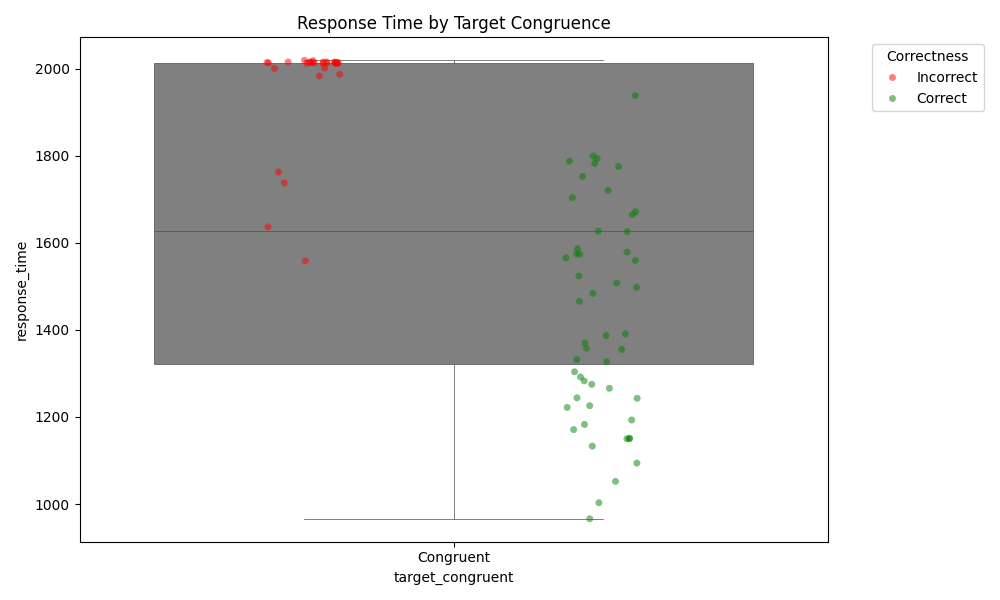 Response Time by Target Congruence
Correctness
Incorrect
Correct
response_time
2000
1800
1600
1400
1200
1000
Congruent
target_congruent